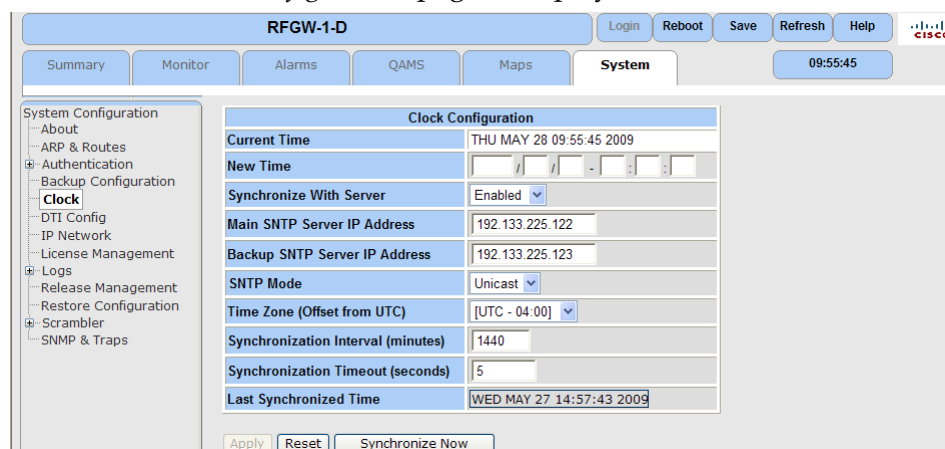 RFGW-1-D Login Reboot Save Refresh Help cisco
Summary Monitor Alarms QAMS Maps System 09:55:45
System Configuration
About
ARP & Routes
Authentication
Backup Configuration
Clock
DTI Config
IP Network
License Management
Logs
Release Management
Restore Configuration
Scrambler
SNMP & Traps
Clock Configuration
Current Time THU MAY 28 09:55:45 2009
New Time / / - : :
Synchronize With Server Enabled
Main SNTP Server IP Address 192.133.225.122
Backup SNTP Server IP Address 192.133.225.123
SNTP Mode Unicast
Time Zone (Offset from UTC) [UTC - 04:00]
Synchronization Interval (minutes) 1440
Synchronization Timeout (seconds) 5
Last Synchronized Time WED MAY 27 14:57:43 2009
Apply Reset Synchronize Now